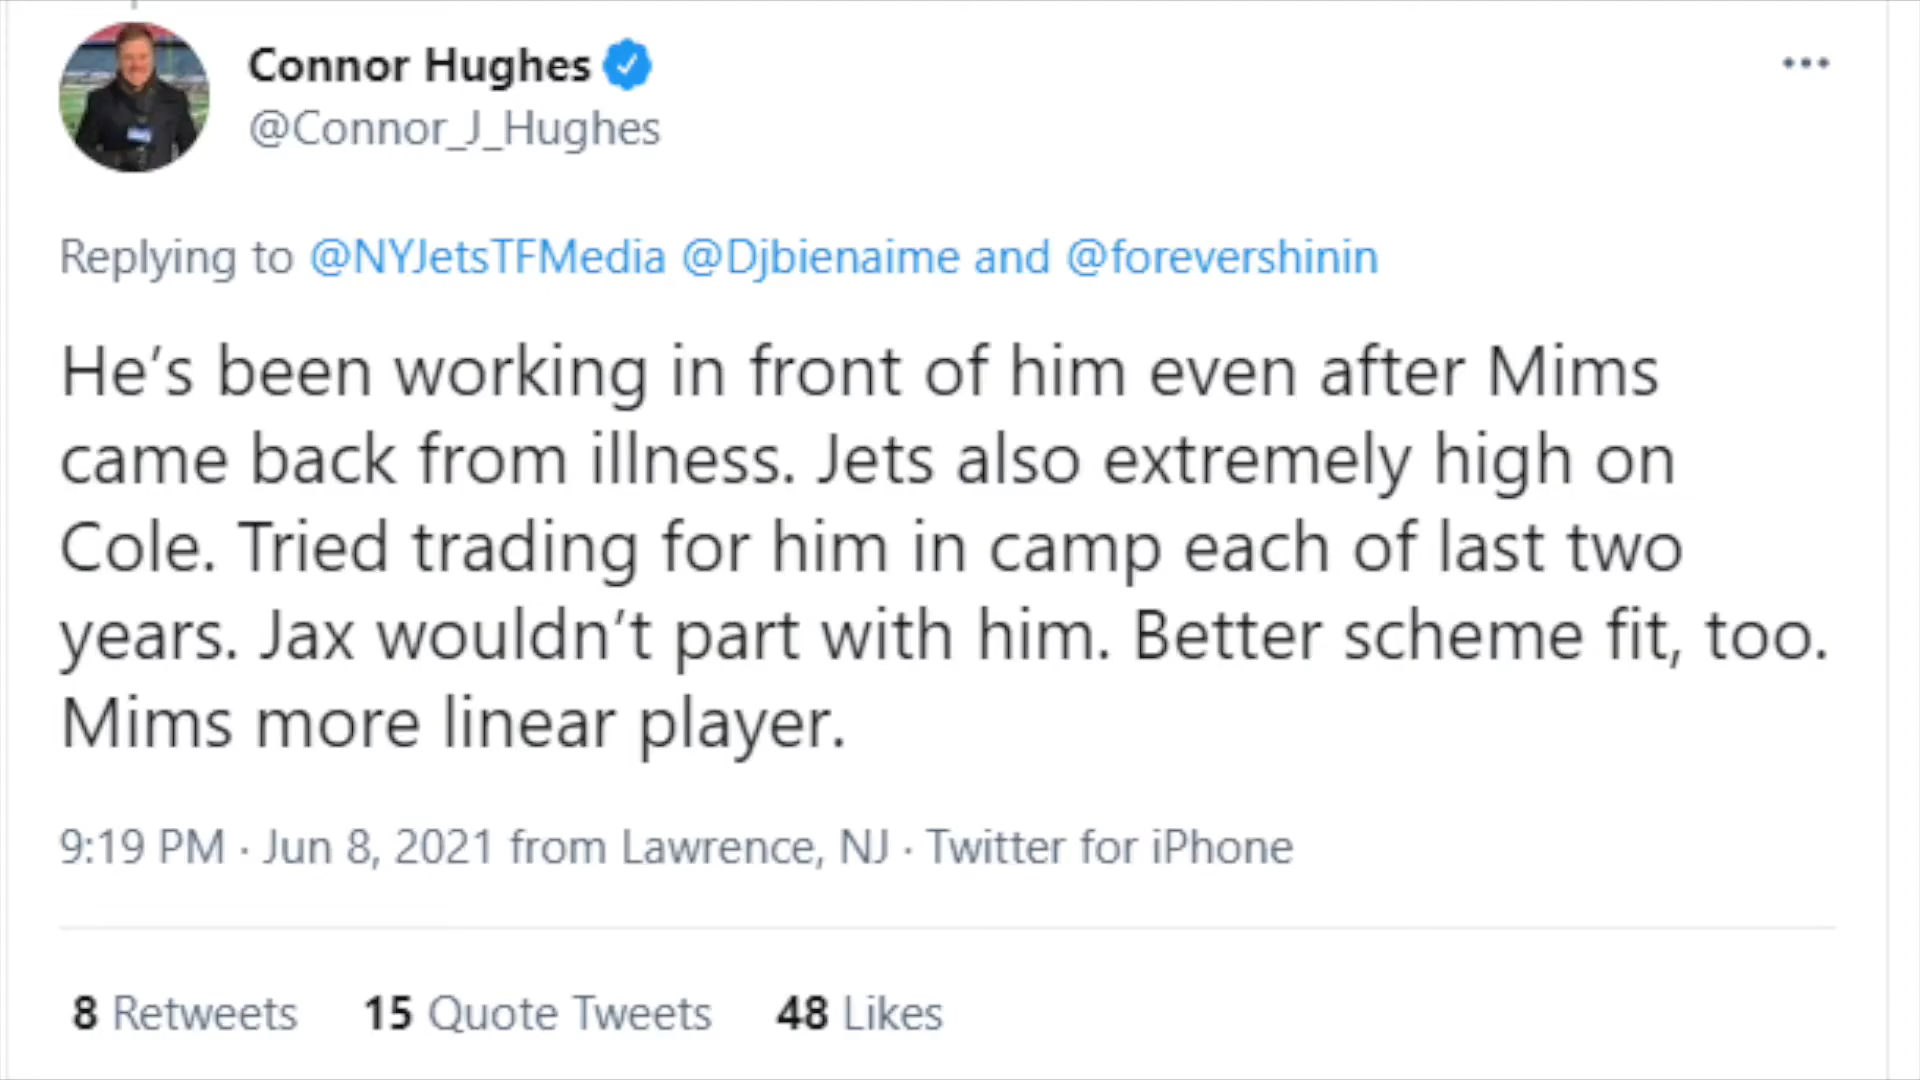 Connor Hughes
@Connor_J_Hughes
Replying to @NYJetsTFMedia @Djbienaime and @forevershinin
He’s been working in front of him even after Mims
came back from illness. Jets also extremely high on
Cole. Tried trading for him in camp each of last two
years. Jax wouldn’t part with him. Better scheme fit, too.
Mims more linear player.
9:19 PM · Jun 8, 2021 from Lawrence, NJ · Twitter for iPhone
8 Retweets 15 Quote Tweets 48 Likes